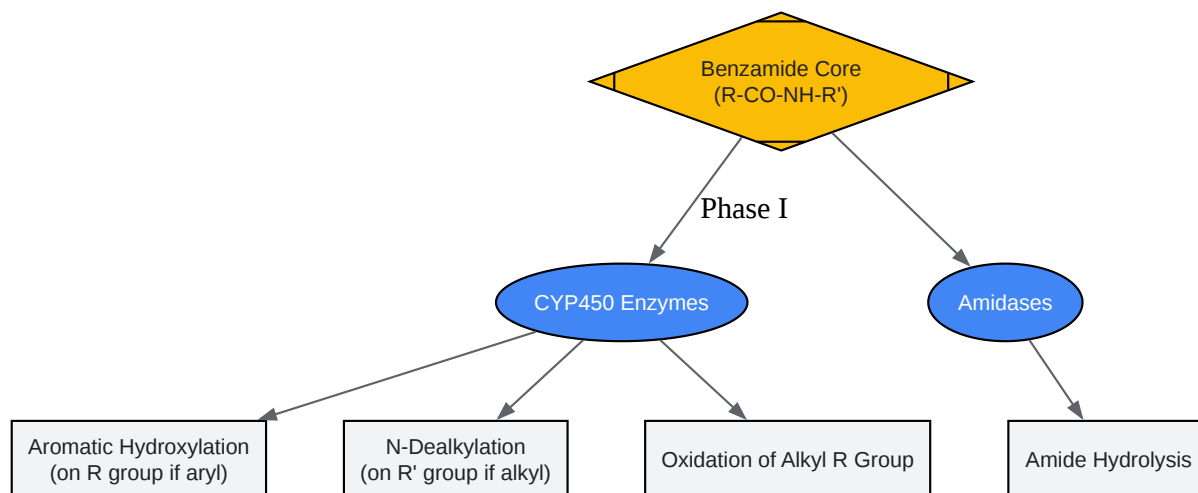 Benzamide Core
(R-CO-NH-R')
Phase I
CYP450 Enzymes
Amidases
Aromatic Hydroxylation
(on R group if aryl)
N-Dealkylation
(on R' group if alkyl)
Oxidation of Alkyl R Group
Amide Hydrolysis